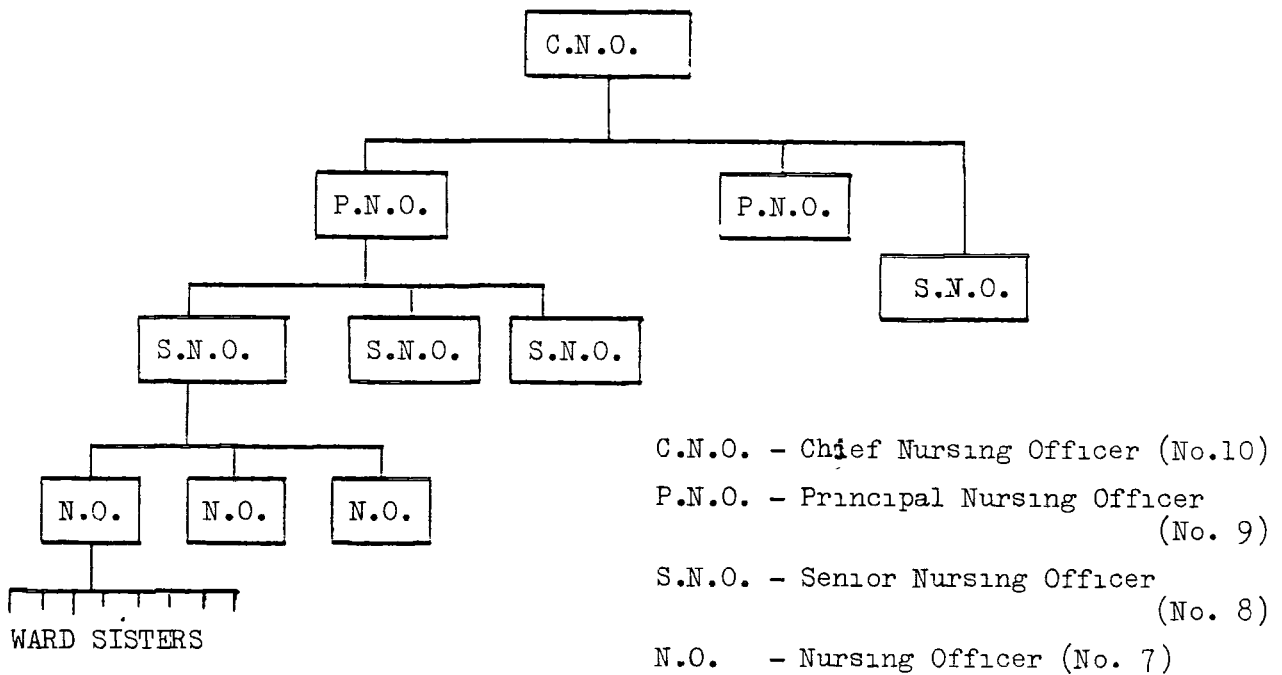 C.N.O.
P.N.O. P.N.O.
S.N.O.
S.N.O. S.N.O. S.N.O.
N.O. N.O. N.O.
WARD SISTERS
C.N.O. - Chief Nursing Officer (No.10)
P.N.O. - Principal Nursing Officer
(No. 9)
S.N.O. - Senior Nursing Officer
(No. 8)
N.O. - Nursing Officer (No. 7)